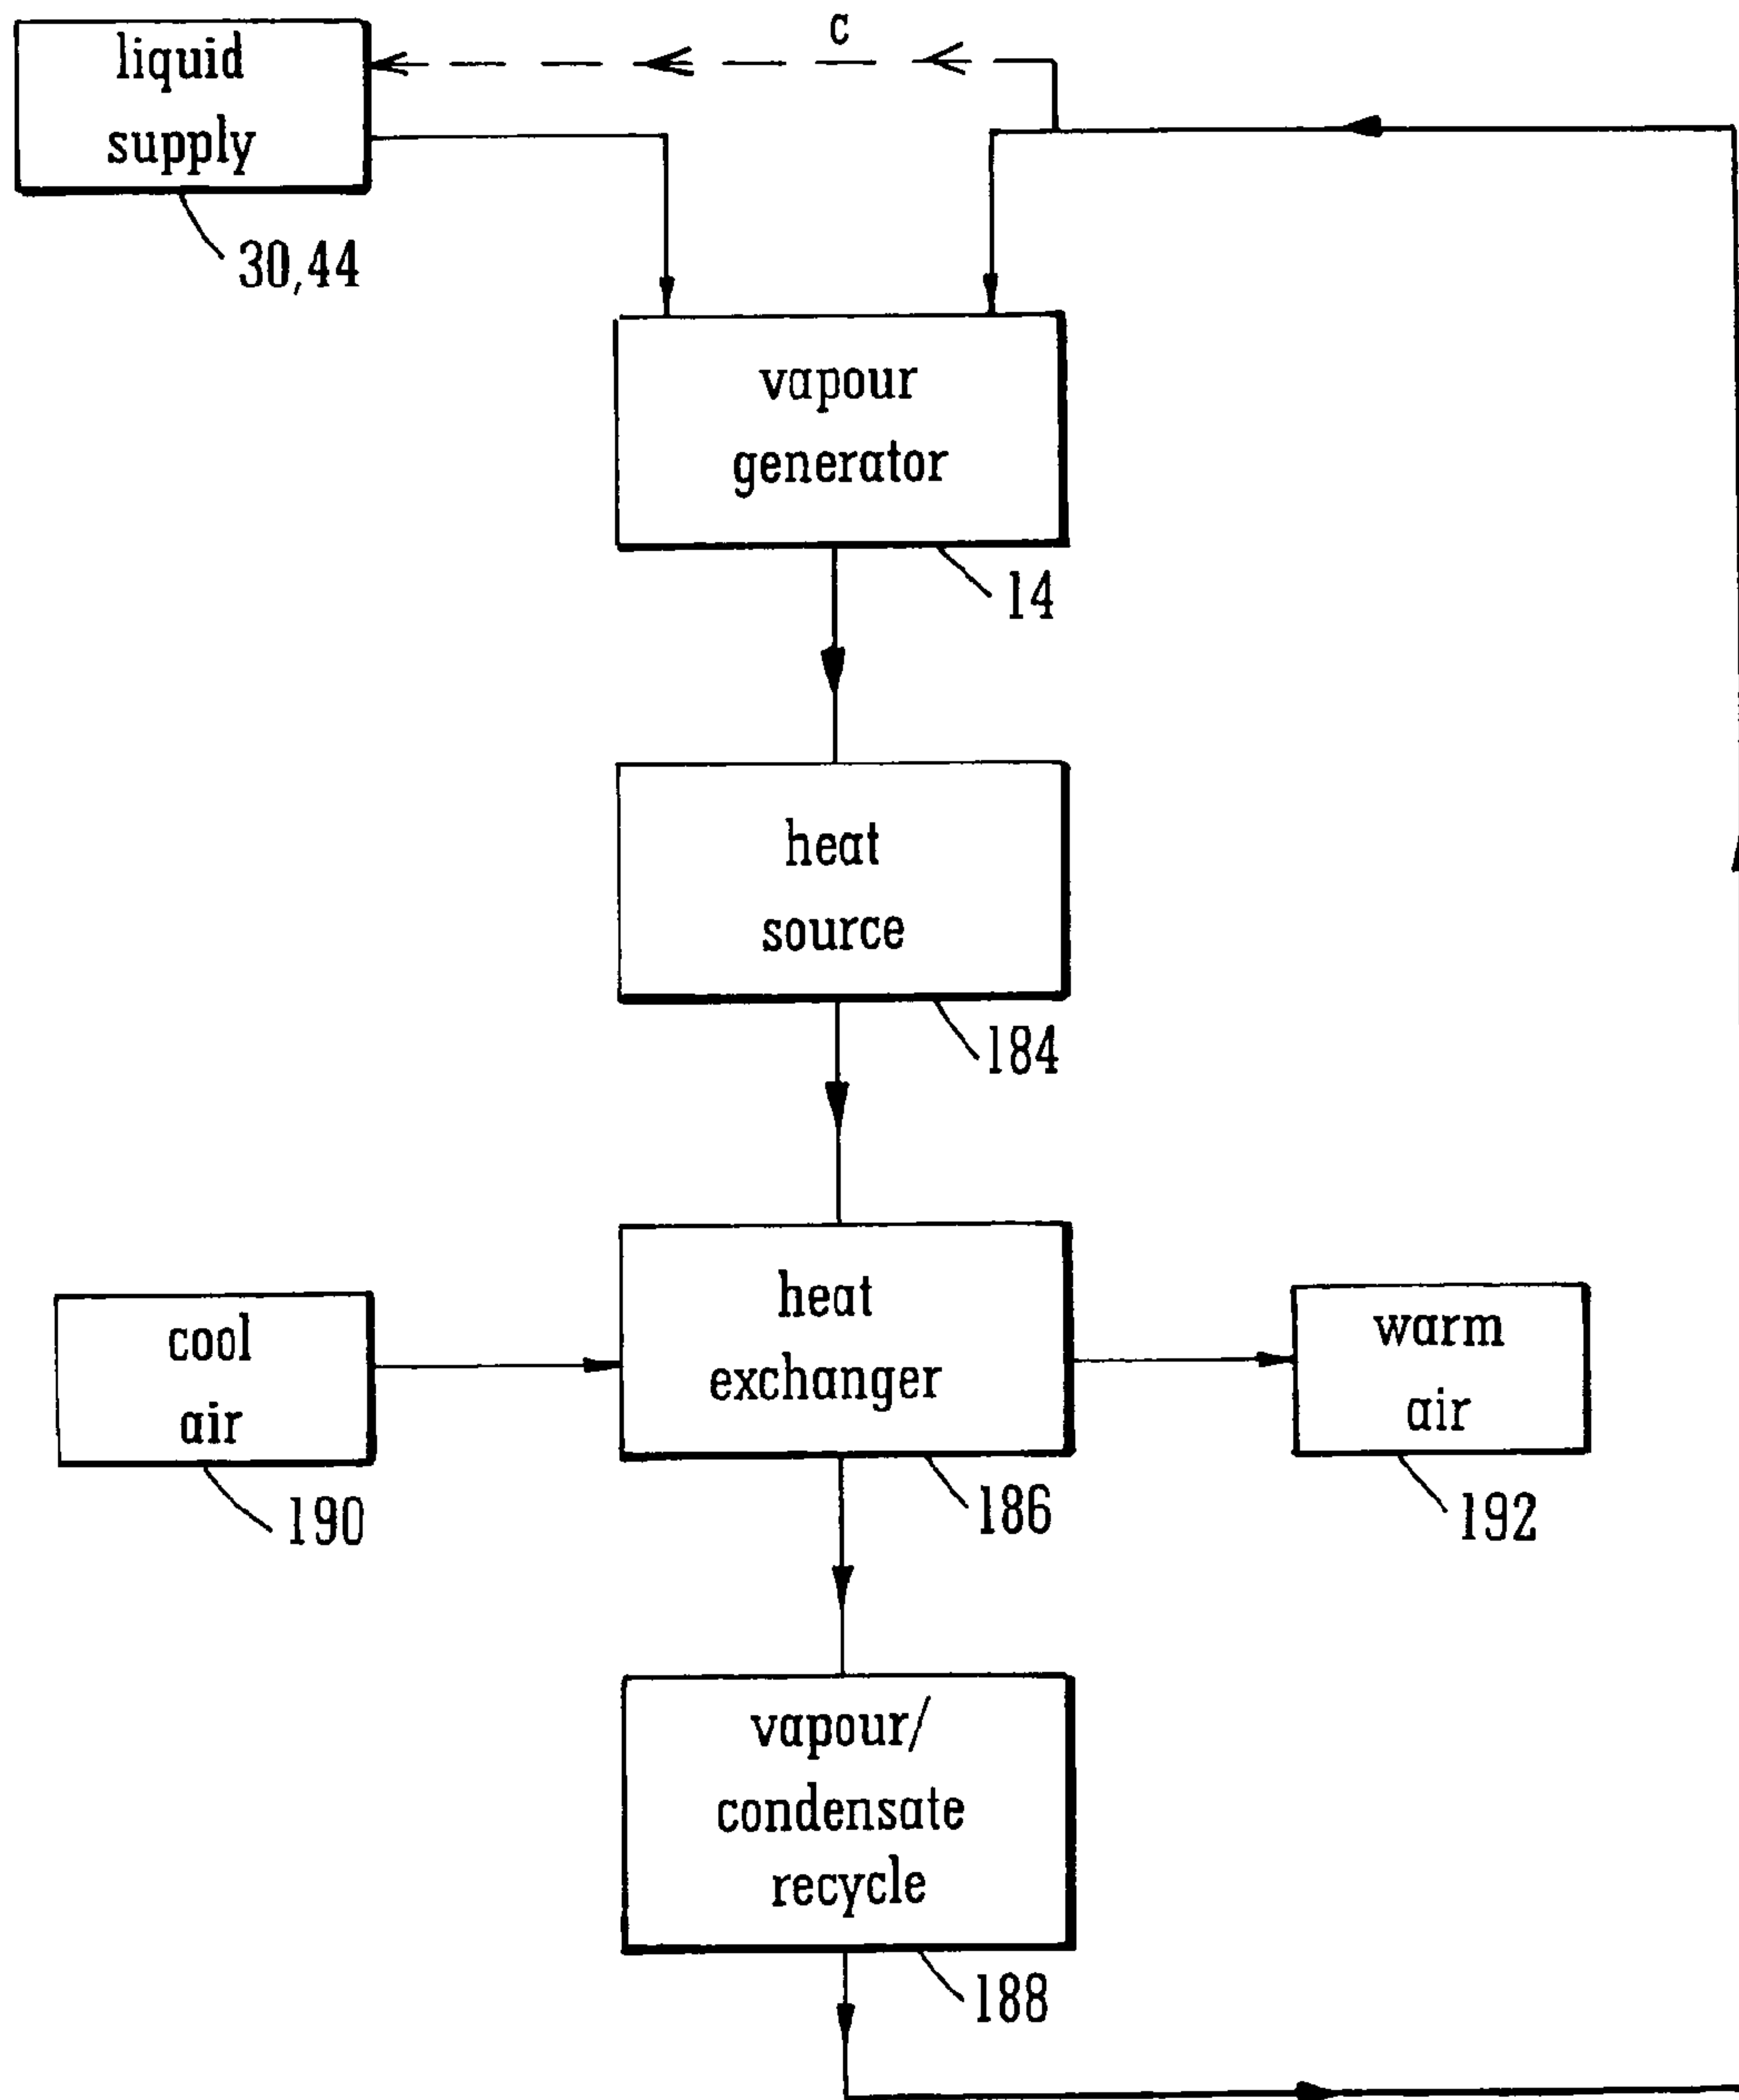 c
liquid
supply
30,44
vapour
generator
14
heat
source
184
heat
exchanger
186
cool
air
190
warm
air
192
vapour/
condensate
recycle
188